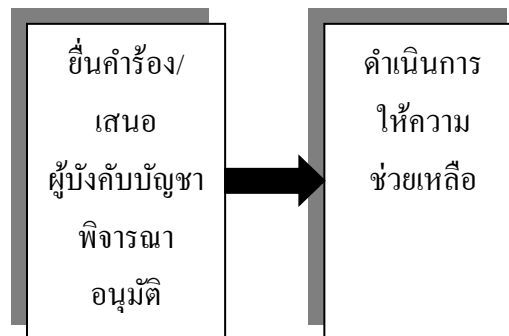 ยื่นคำร้อง/
เสนอ
ผู้บังคับบัญชา
พิจารณา
อนุมัติ
ดำเนินการ
ให้ความ
ช่วยเหลือ